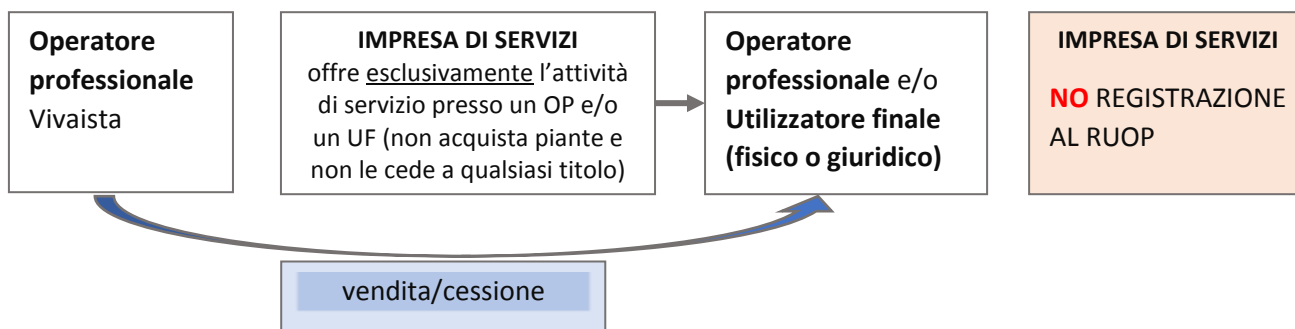 Operatore
professionale
Vivaista
IMPRESA DI SERVIZI
offre esclusivamente l’attività
di servizio presso un OP e/o
un UF (non acquista piante e
non le cede a qualsiasi titolo)
Operatore
professionale e/o
Utilizzatore finale
(fisico o giuridico)
IMPRESA DI SERVIZI
NO REGISTRAZIONE
AL RUOP
vendita/cessione